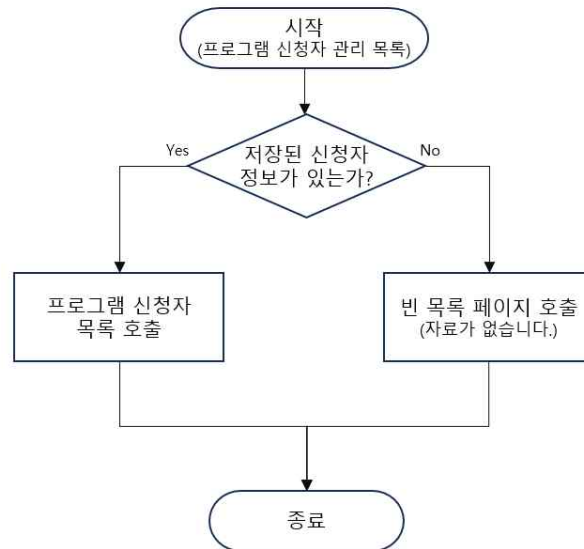 시작
(프로그램 신청자 관리 목록)
저장된 신청자
정보가 있는가?
Yes
No
프로그램 신청자
목록 호출
빈 목록 페이지 호출
(자료가 없습니다.)
종료